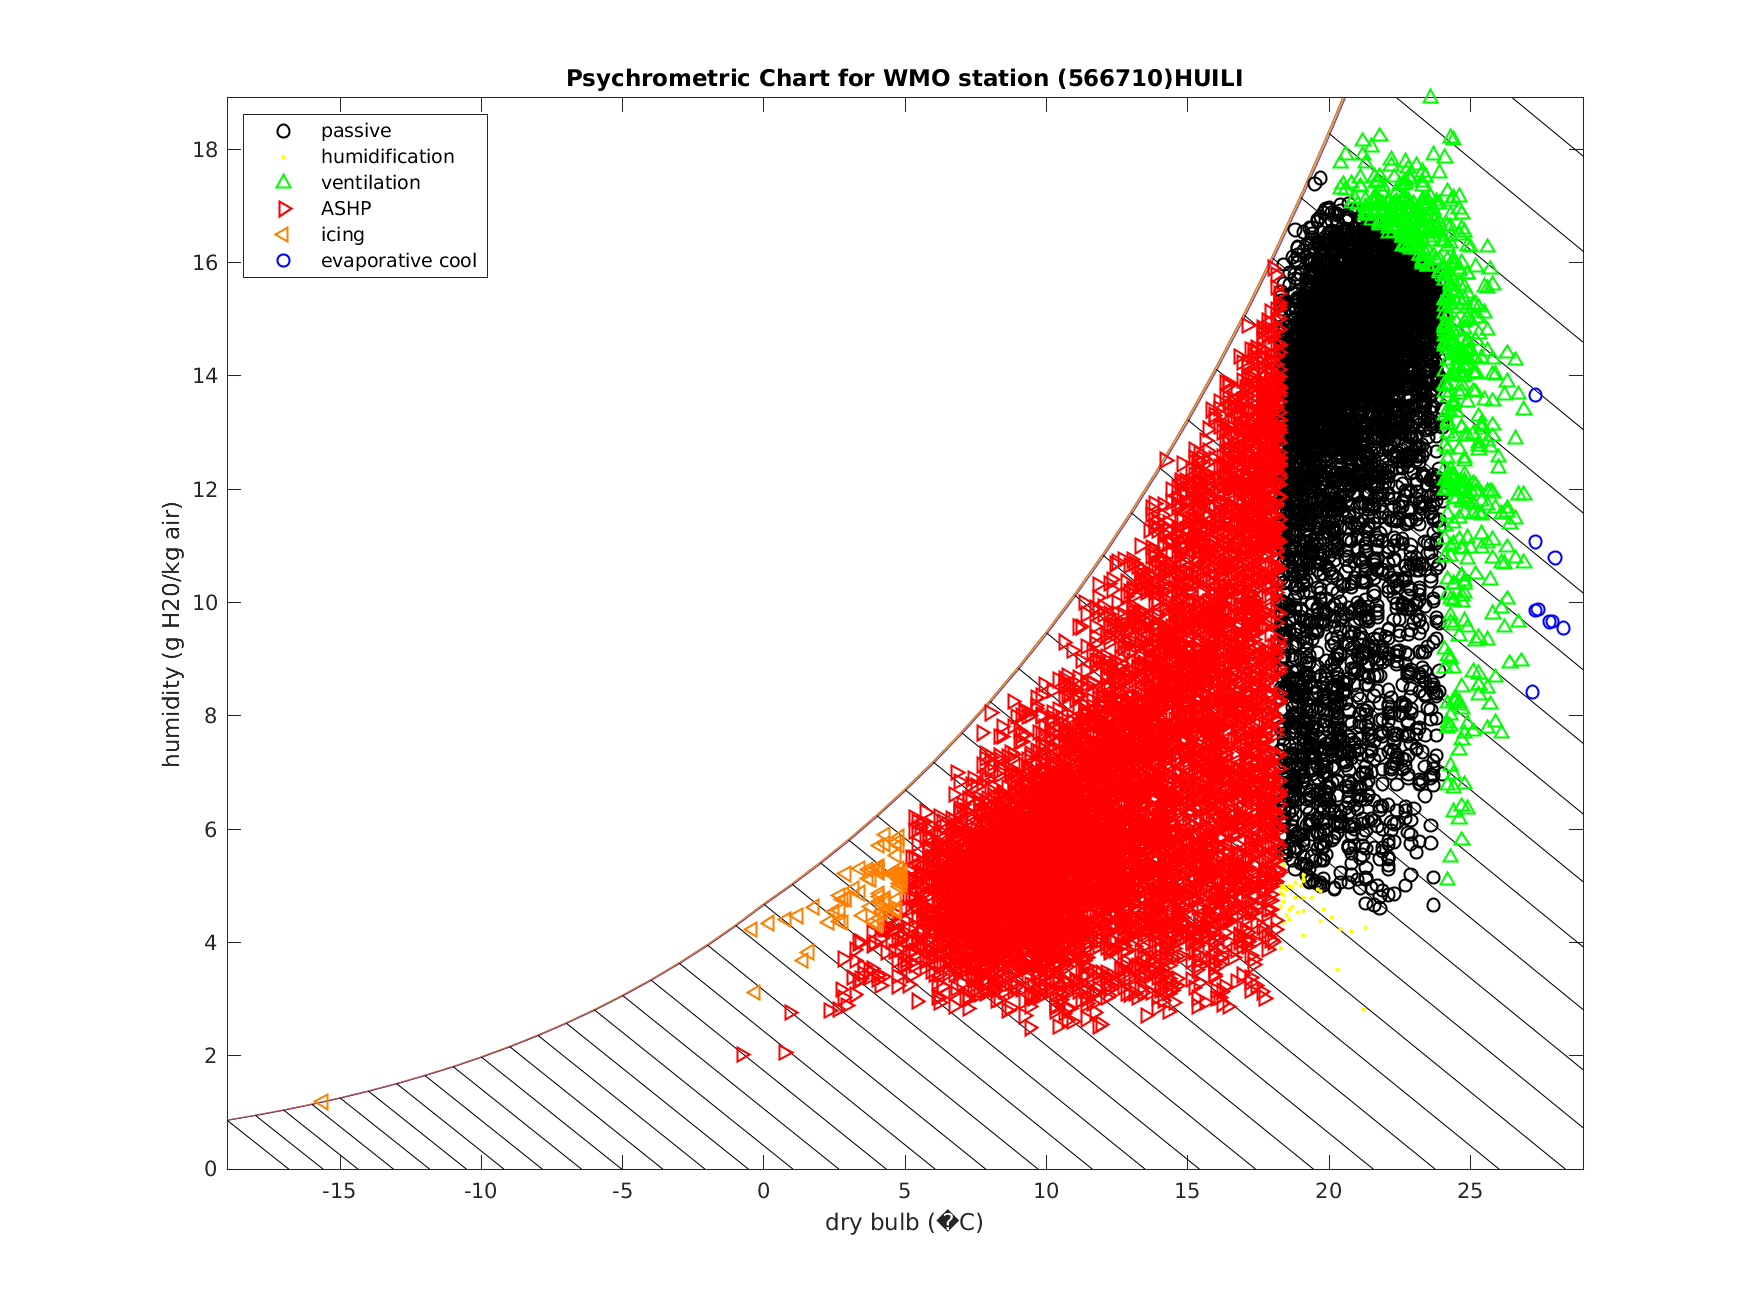 Psychrometric Chart for WMO station (566710)HUILI
passive
humidification
ventilation
ASHP
icing
evaporative cool
18
16
14
12
10
8
6
4
2
0
humidity (g H20/kg air)
-15
-10
-5
0
5
10
15
20
25
dry bulb (�C)